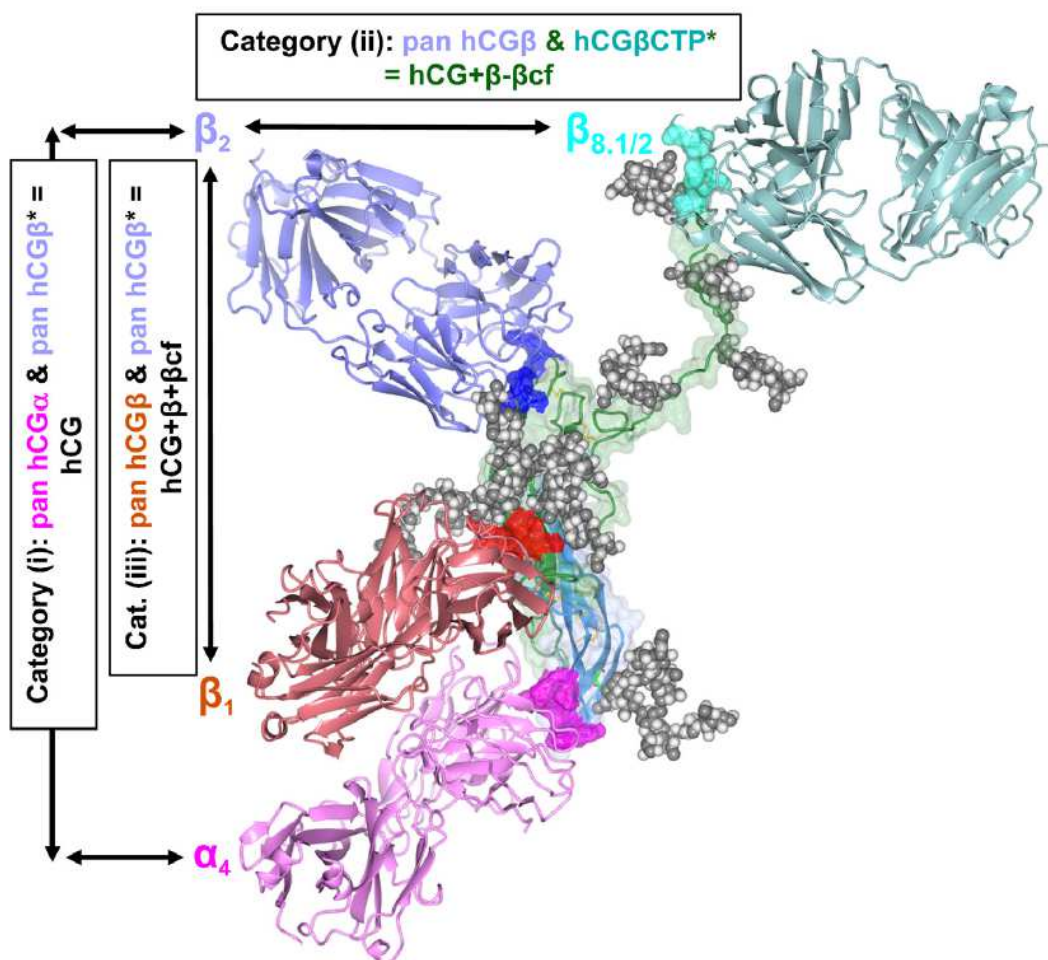 Category (ii): pan hCGβ & hCGβCTP*
= hCG+β-βcf
β₂
β₈.₁/₂
Category (i): pan hCGα & pan hCGβ* =
hCG
Cat. (iii): pan hCGβ & pan hCGβ* =
hCG+β+βcf
β₁
α₄